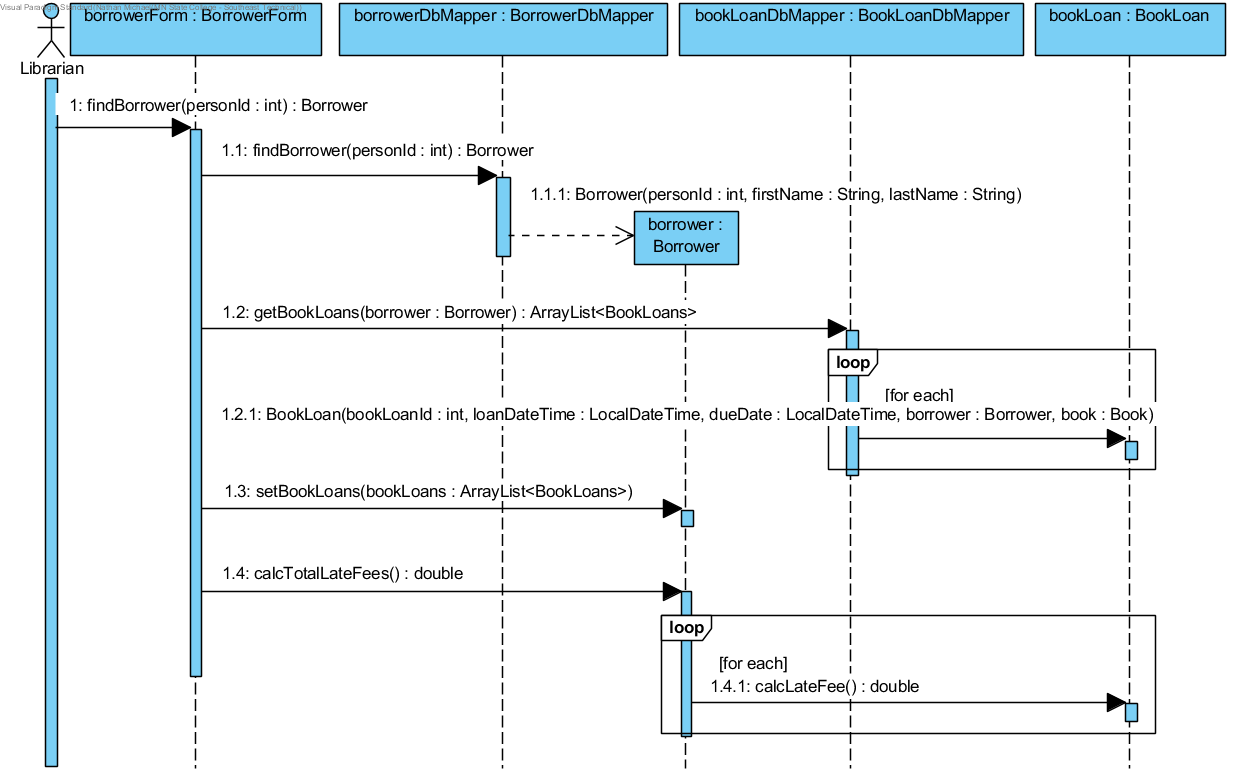 Visual Paradigm Standard(Nathan Michael(MN State College - Southeast Technical))
borrowerForm : BorrowerForm
borrowerDbMapper : BorrowerDbMapper
bookLoanDbMapper : BookLoanDbMapper
bookLoan : BookLoan
Librarian
1: findBorrower(personId : int) : Borrower
1.1: findBorrower(personId : int) : Borrower
1.1.1: Borrower(personId : int, firstName : String, lastName : String)
borrower :
Borrower
1.2: getBookLoans(borrower : Borrower) : ArrayList<BookLoans>
loop
[for each]
1.2.1: BookLoan(bookLoanId : int, loanDateTime : LocalDateTime, dueDate : LocalDateTime, borrower : Borrower, book : Book)
1.3: setBookLoans(bookLoans : ArrayList<BookLoans>)
1.4: calcTotalLateFees() : double
loop
[for each]
1.4.1: calcLateFee() : double